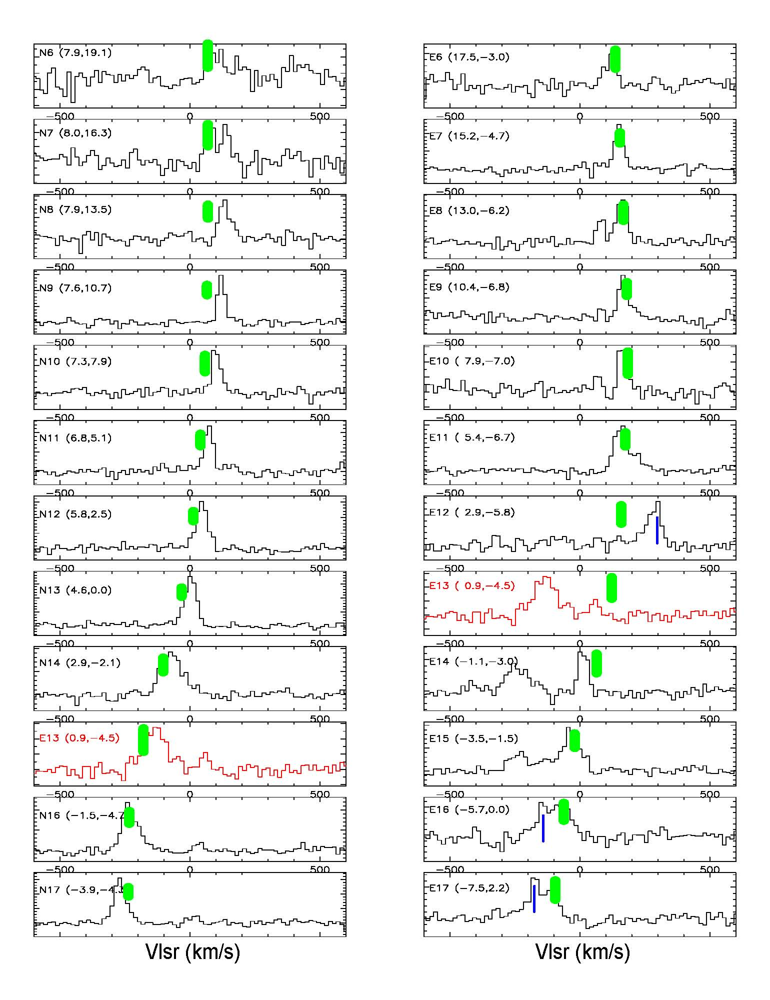 N6 (7.9,19.1)
−500 0 500
N7 (8.0,16.3)
−500 0 500
N8 (7.9,13.5)
−500 0 500
N9 (7.6,10.7)
−500 0 500
N10 (7.3,7.9)
−500 0 500
N11 (6.8,5.1)
−500 0 500
N12 (5.8,2.5)
−500 0 500
N13 (4.6,0.0)
−500 0 500
N14 (2.9,−2.1)
−500 0 500
E13 (0.9,−4.5)
−500 0 500
N16 (−1.5,−4.7
−500 0 500
N17 (−3.9,−4.
Vlsr (km/s)
E6 (17.5,−3.0)
−500 0 500
E7 (15.2,−4.7)
−500 0 500
E8 (13.0,−6.2)
−500 0 500
E9 (10.4,−6.8)
−500 0 500
E10 ( 7.9,−7.0)
−500 0 500
E11 ( 5.4,−6.7)
−500 0 500
E12 ( 2.9,−5.8)
−500 0 500
E13 ( 0.9,−4.5)
−500 0 500
E14 (−1.1,−3.0)
−500 0 500
E15 (−3.5,−1.5)
−500 0 500
E16 (−5.7,0.0)
−500 0 500
E17 (−7.5,2.2)
Vlsr (km/s)